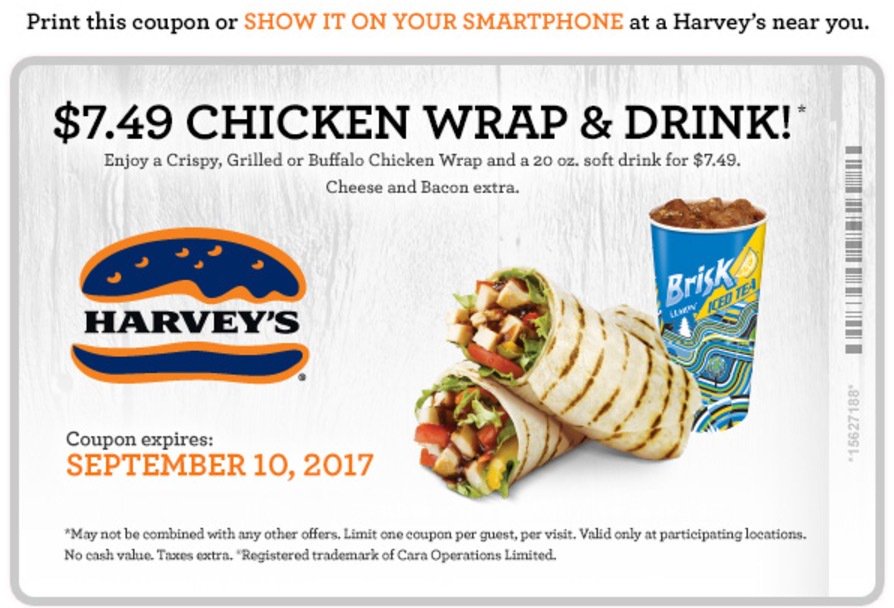 Print this coupon or SHOW IT ON YOUR SMARTPHONE at a Harvey's near you.
$7.49 CHICKEN WRAP & DRINK!*
Enjoy a Crispy, Grilled or Buffalo Chicken Wrap and a 20 oz. soft drink for $7.49.
Cheese and Bacon extra.
HARVEY'S
®
Brisk
LEMON
ICED TEA
Coupon expires:
SEPTEMBER 10, 2017
*15627188*
*May not be combined with any other offers. Limit one coupon per guest, per visit. Valid only at participating locations.
No cash value. Taxes extra. ®Registered trademark of Cara Operations Limited.